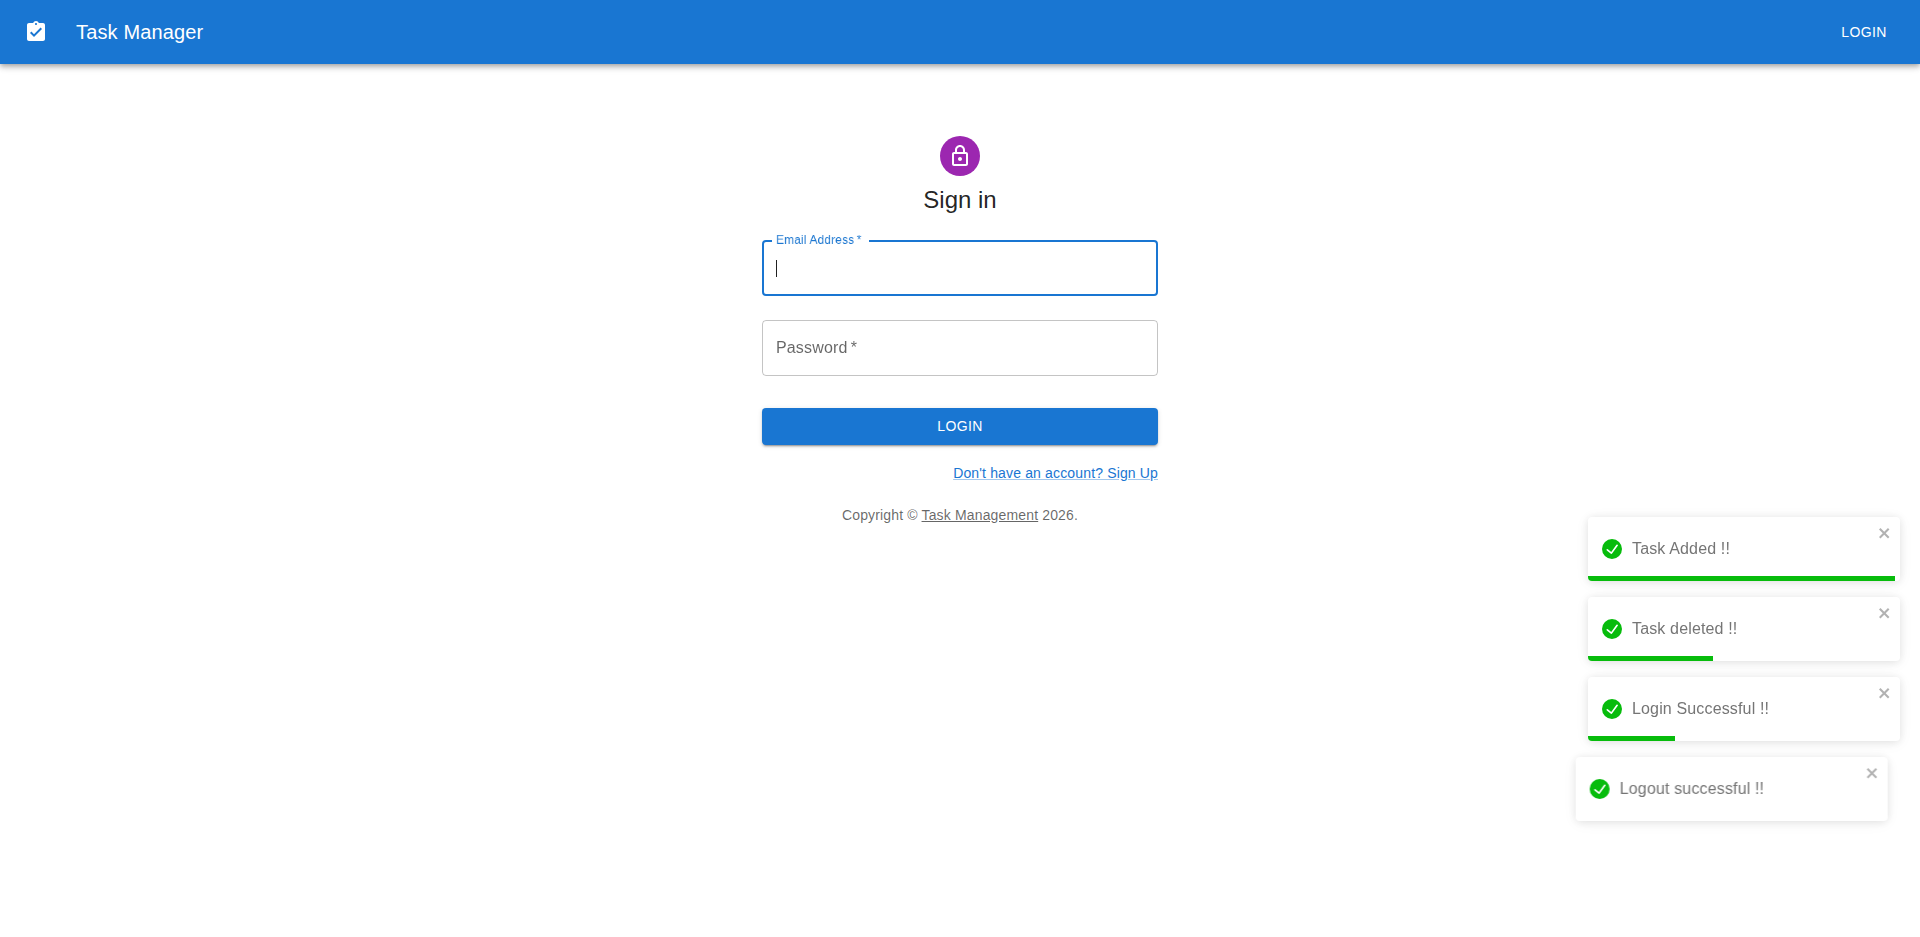 Task Manager
LOGIN
Sign in
Email Address *
Password *
LOGIN
Don't have an account? Sign Up
Copyright © Task Management 2026.
Task Added !!
Task deleted !!
Login Successful !!
Logout successful !!